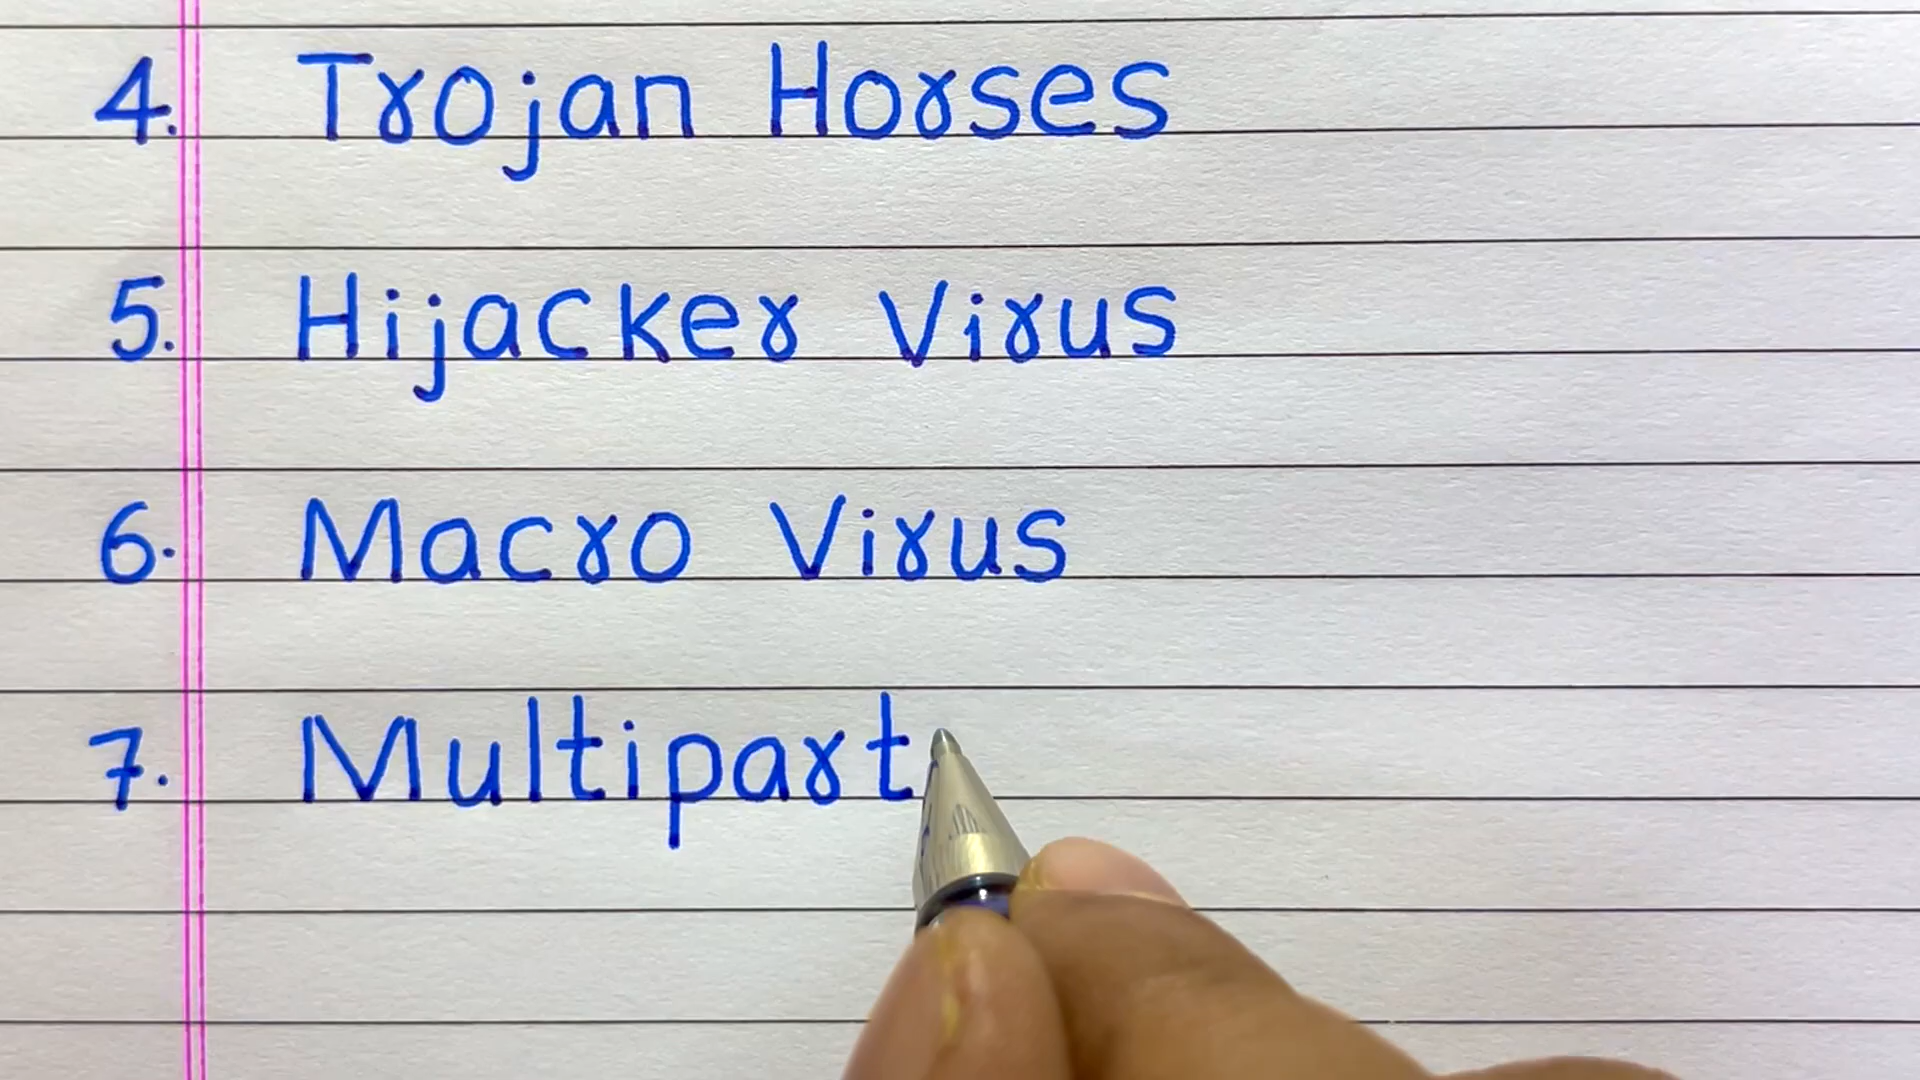 4. Trojan Horses
5. Hijacker Virus
6. Macro Virus
7. Multipart